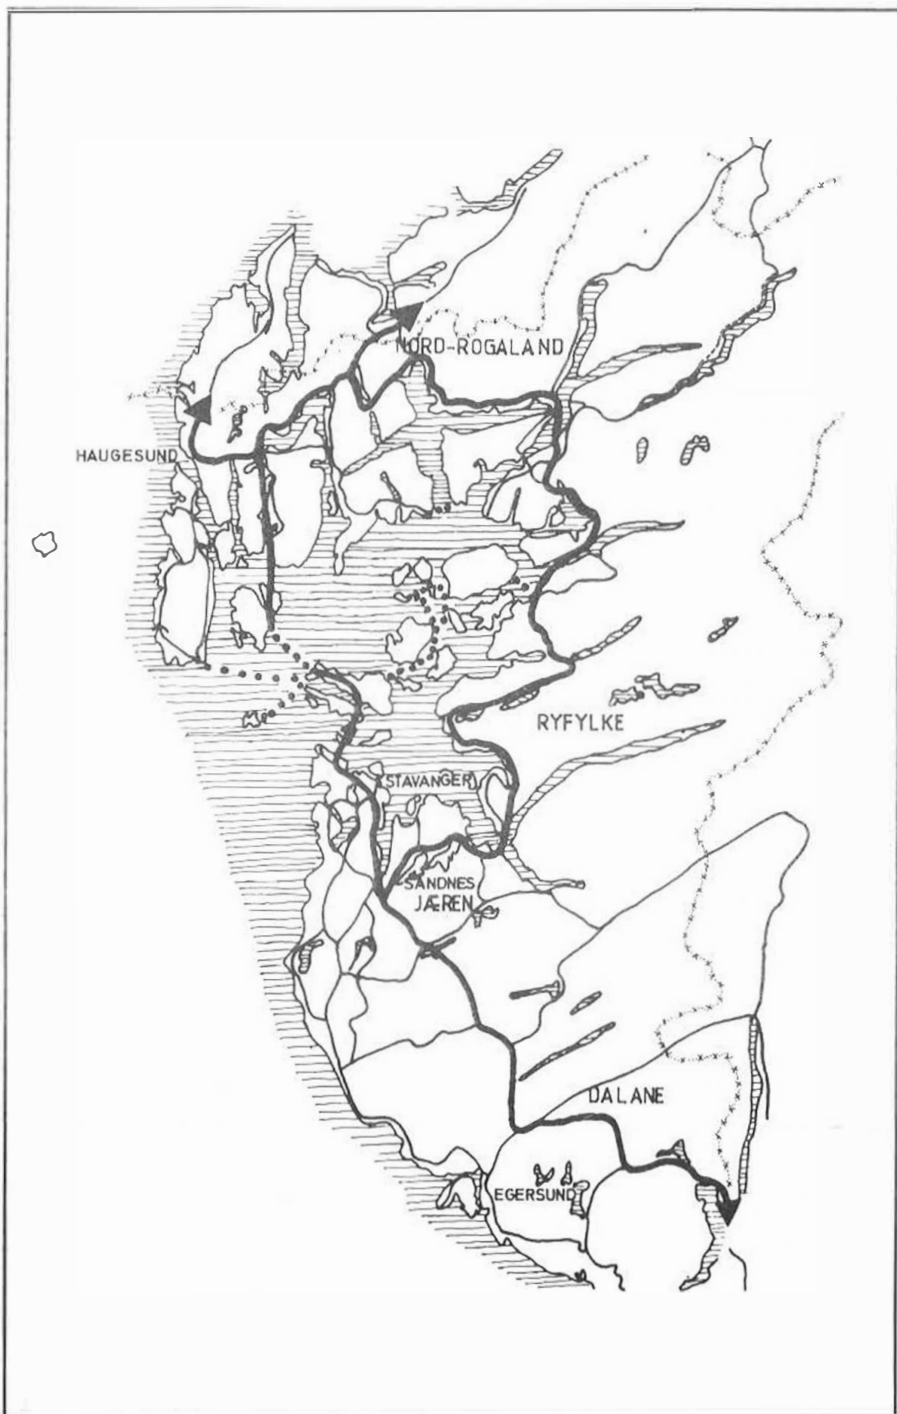 NORD-ROGALAND
HAUGESUND
RYFYLKE
STAVANGER
SANDNES
JÆREN
DALANE
EGERSUND